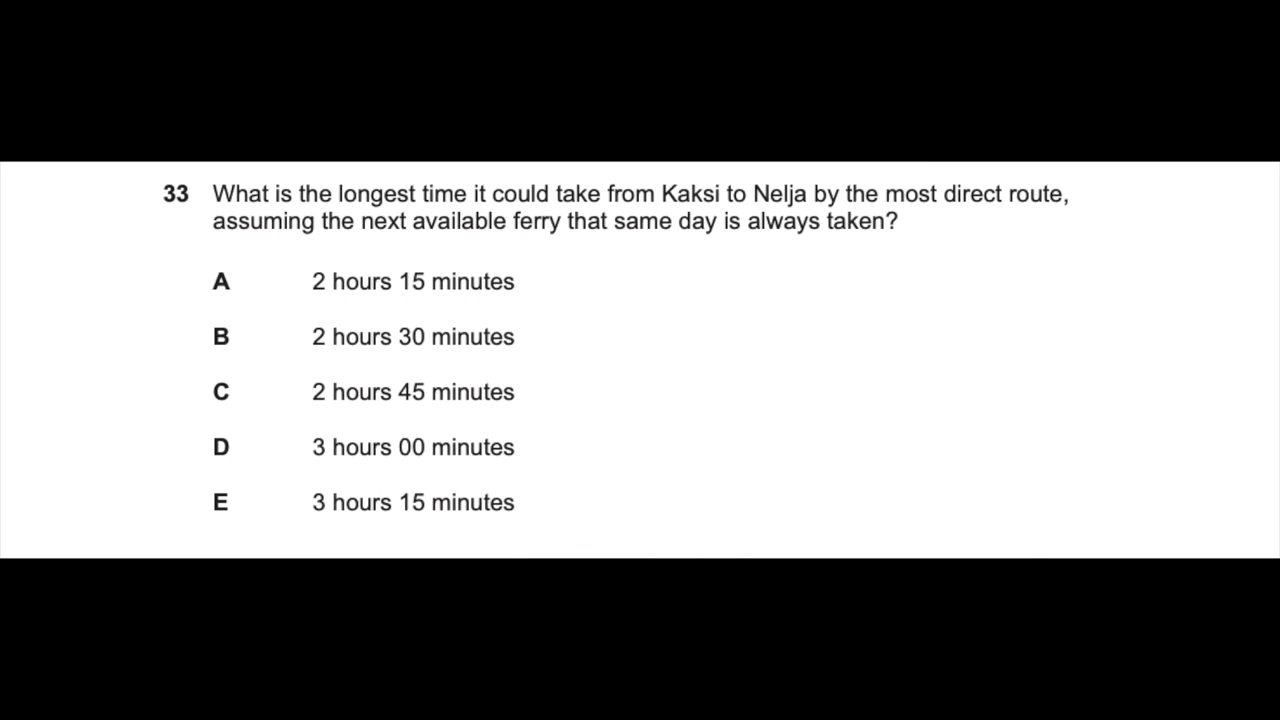 33 What is the longest time it could take from Kaksi to Nelja by the most direct route,
assuming the next available ferry that same day is always taken?
A 2 hours 15 minutes
B 2 hours 30 minutes
C 2 hours 45 minutes
D 3 hours 00 minutes
E 3 hours 15 minutes